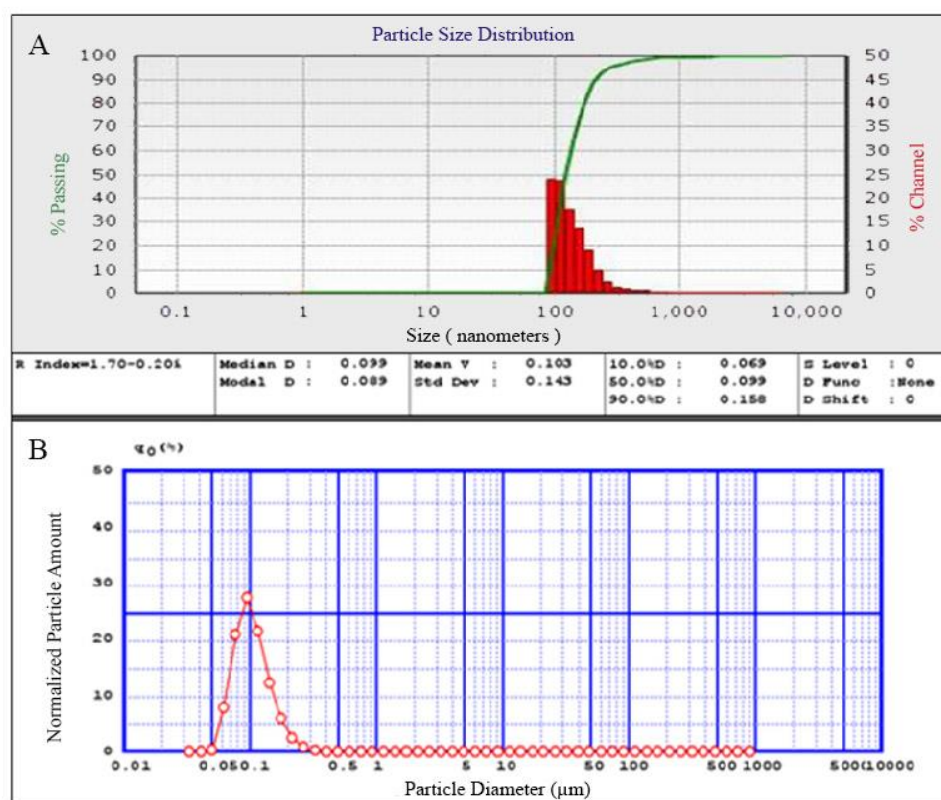 A
Particle Size Distribution
100 50
90 45
80 40
70 35
60 30
50 25
40 20
30 15
20 10
10 5
0 0
% Passing
% Channel
0.1 1 10 100 1,000 10,000
Size ( nanometers )
R Index=1.70-0.20i Median D : 0.099 Mean V : 0.103 10.0%D : 0.069 S Level : 0
Modal D : 0.089 Std Dev : 0.143 50.0%D : 0.099 D Func :None
90.0%D : 0.158 D Shift : 0
B
q0(%)
50
40
30
20
10
0
Normalized Particle Amount
0.01 0.050.1 0.5 1 5 10 50 100 500 1000 500010000
Particle Diameter (µm)